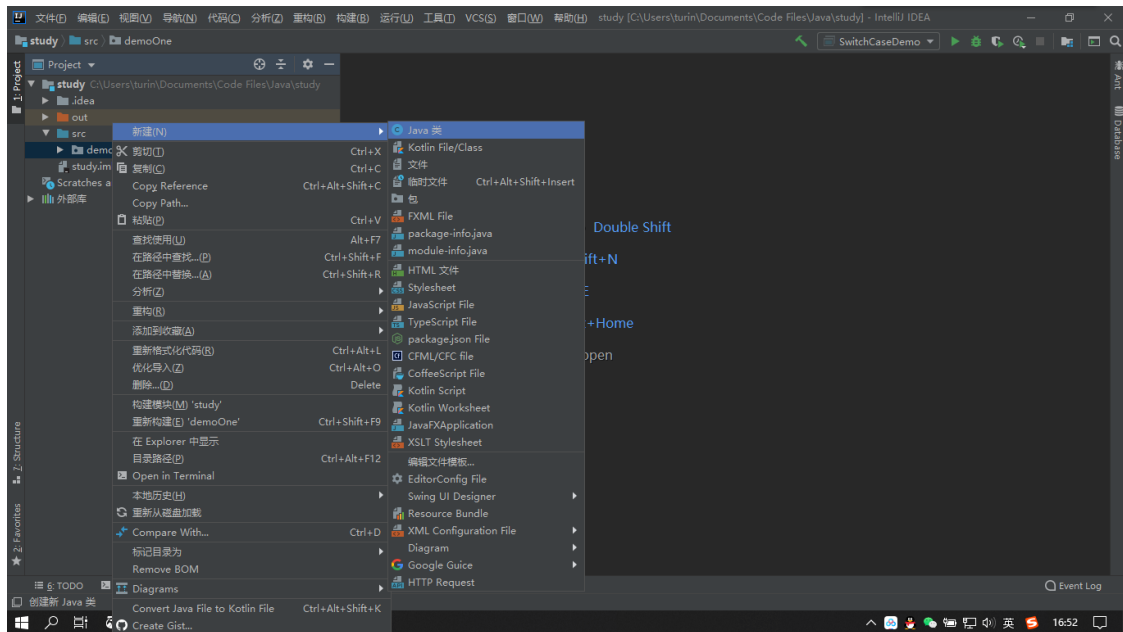 文件(F) 编辑(E) 视图(V) 导航(N) 代码(C) 分析(Z) 重构(R) 构建(B) 运行(U) 工具(T) VCS(S) 窗口(W) 帮助(H) study [C:\Users\turin\Documents\Code Files\Java\study] - IntelliJ IDEA
study src demoOne
SwitchCaseDemo
1: Project
Project
study C:\Users\turin\Documents\Code Files\Java\study
.idea
out
src
study.im
Scratches a
外部库
新建(N)
剪切(T) Ctrl+X
复制(C) Ctrl+C
Copy Reference Ctrl+Alt+Shift+C
Copy Path...
粘贴(P) Ctrl+V
查找使用(U) Alt+F7
在路径中查找...(P) Ctrl+Shift+F
在路径中替换...(A) Ctrl+Shift+R
分析(Z)
重构(R)
添加到收藏(A)
重新格式化代码(R) Ctrl+Alt+L
优化导入(Z) Ctrl+Alt+O
删除...(D) Delete
构建模块(M) 'study'
重新构建(E) 'demoOne' Ctrl+Shift+F9
在 Explorer 中显示
目录路径(P) Ctrl+Alt+F12
Open in Terminal
本地历史(H)
重新从磁盘加载
Compare With... Ctrl+D
标记目录为
Remove BOM
Diagrams
Convert Java File to Kotlin File Ctrl+Alt+Shift+K
Create Gist...
Java 类
Kotlin File/Class
文件
临时文件 Ctrl+Alt+Shift+Insert
包
FXML File
package-info.java
module-info.java
HTML 文件
Stylesheet
JavaScript File
TypeScript File
package.json File
CFML/CFC file
CoffeeScript File
Kotlin Script
Kotlin Worksheet
JavaFXApplication
XSLT Stylesheet
编辑文件模板...
EditorConfig File
Swing UI Designer
Resource Bundle
XML Configuration File
Diagram
Google Guice
HTTP Request
Double Shift
ift+N
E
+Home
open
Ant
Database
7: Structure
2: Favorites
6: TODO
Event Log
创建新 Java 类
英
16:52